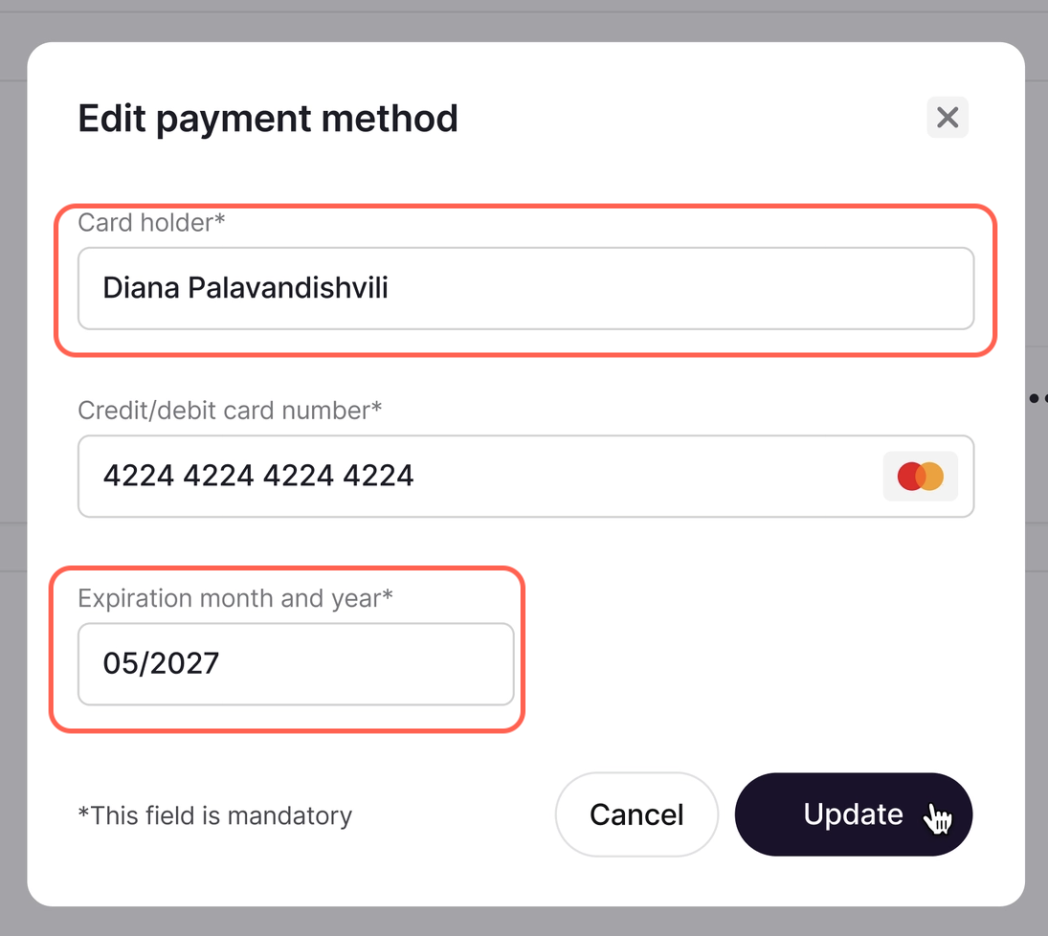 Edit payment method
Card holder*
Diana Palavandishvili
Credit/debit card number*
4224 4224 4224 4224
Expiration month and year*
05/2027
*This field is mandatory
Cancel
Update